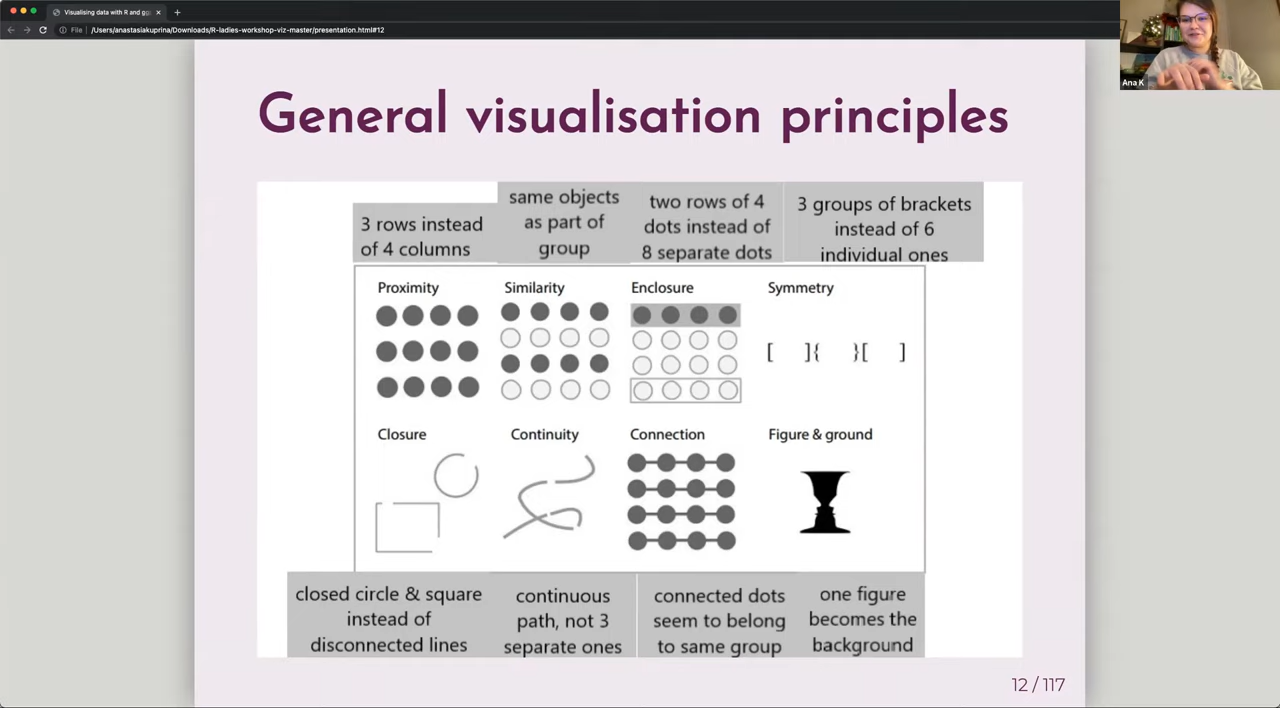 Visualising data with R and gg
File
/Users/anastasiakuprina/Downloads/R-ladies-workshop-viz-master/presentation.html#12
Ana K
General visualisation principles
3 rows instead
of 4 columns
same objects
as part of
group
two rows of 4
dots instead of
8 separate dots
3 groups of brackets
instead of 6
individual ones
Proximity
Similarity
Enclosure
Symmetry
[ ]{ }[ ]
Closure
Continuity
Connection
Figure & ground
closed circle & square
instead of
disconnected lines
continuous
path, not 3
separate ones
connected dots
seem to belong
to same group
one figure
becomes the
background
12 / 117